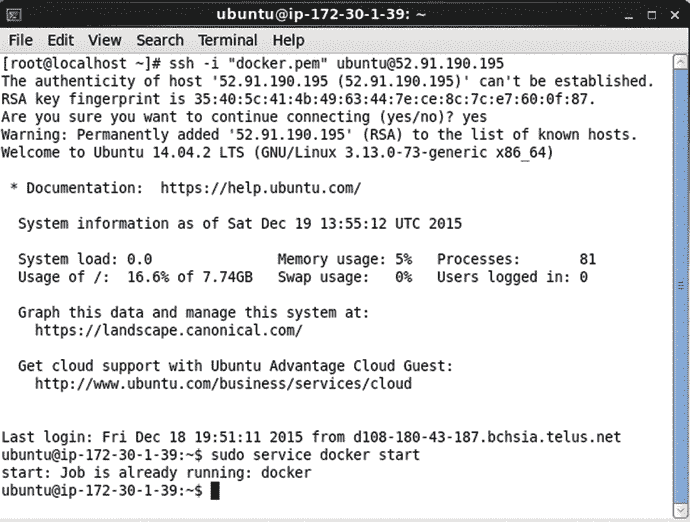 ubuntu@ip-172-30-1-39: ~
File Edit View Search Terminal Help
[root@localhost ~]# ssh -i "docker.pem" ubuntu@52.91.190.195
The authenticity of host '52.91.190.195 (52.91.190.195)' can't be established.
RSA key fingerprint is 35:40:5c:41:4b:49:63:44:7e:ce:8c:7c:e7:60:0f:87.
Are you sure you want to continue connecting (yes/no)? yes
Warning: Permanently added '52.91.190.195' (RSA) to the list of known hosts.
Welcome to Ubuntu 14.04.2 LTS (GNU/Linux 3.13.0-73-generic x86_64)
* Documentation:  https://help.ubuntu.com/
System information as of Sat Dec 19 13:55:12 UTC 2015
System load: 0.0 Memory usage: 5% Processes: 81
Usage of /: 16.6% of 7.74GB Swap usage: 0% Users logged in: 0
Graph this data and manage this system at:
https://landscape.canonical.com/
Get cloud support with Ubuntu Advantage Cloud Guest:
http://www.ubuntu.com/business/services/cloud
Last login: Fri Dec 18 19:51:11 2015 from d108-180-43-187.bchsia.telus.net
ubuntu@ip-172-30-1-39:~$ sudo service docker start
start: Job is already running: docker
ubuntu@ip-172-30-1-39:~$